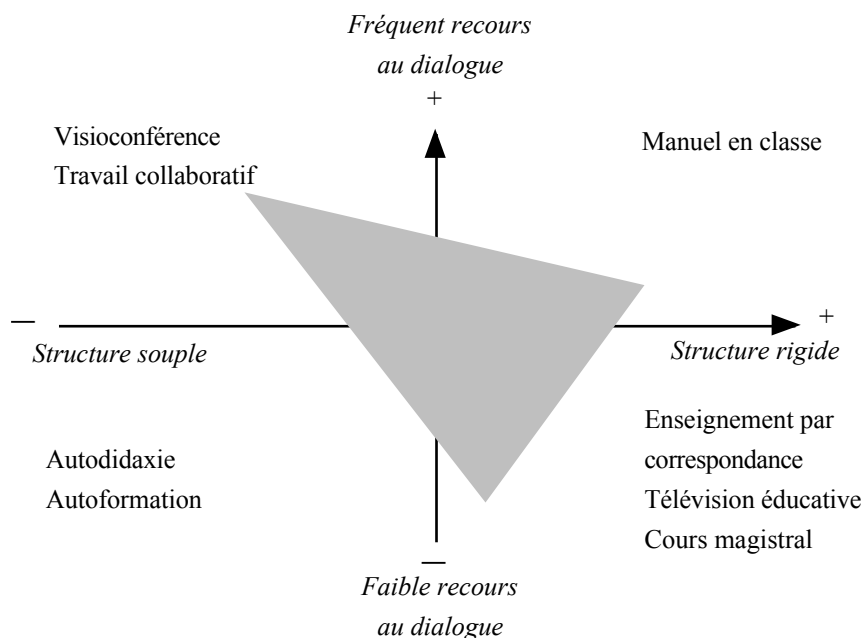 Fréquent recours
au dialogue
+
Visioconférence
Travail collaboratif
Manuel en classe
— +
Structure souple
Structure rigide
Autodidaxie
Autoformation
Enseignement par
correspondance
Télévision éducative
Cours magistral
—
Faible recours
au dialogue